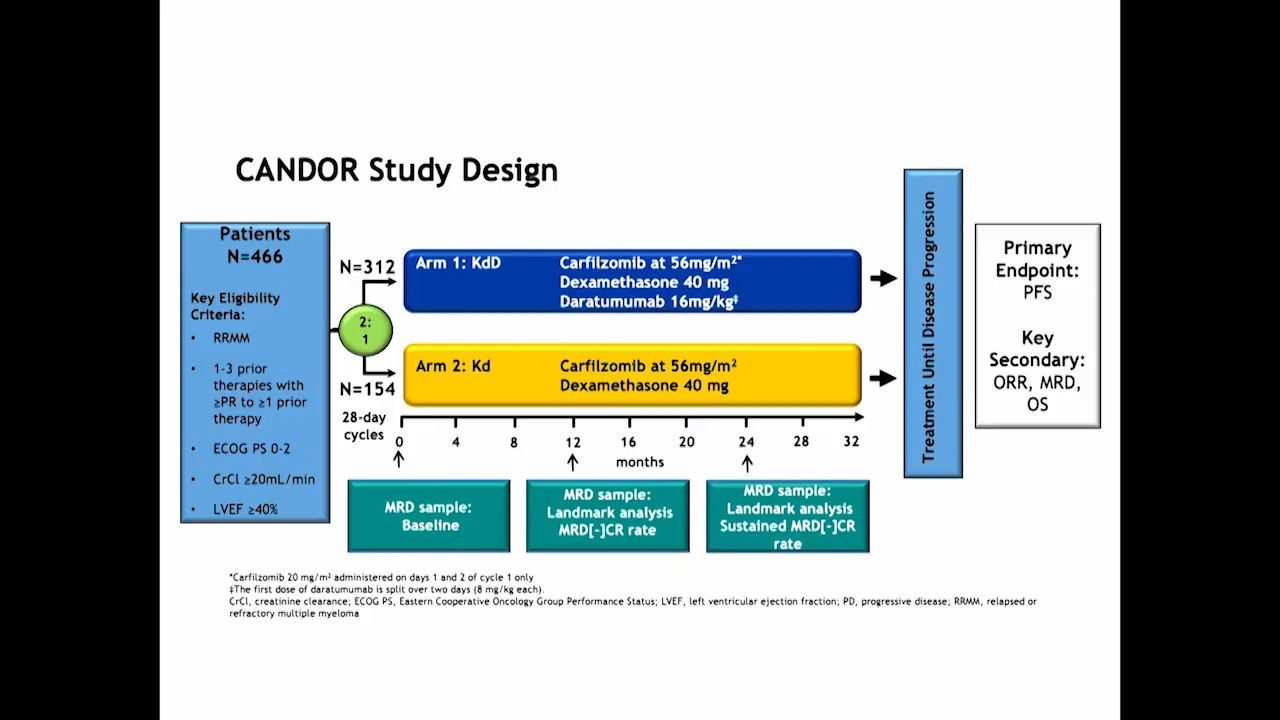 CANDOR Study Design
Patients
N=466
Key Eligibility
Criteria:
• RRMM
• 1-3 prior
therapies with
≥PR to ≥1 prior
therapy
• ECOG PS 0-2
• CrCl ≥20mL/min
• LVEF ≥40%
N=312
2:
1
N=154
Arm 1: KdD
Carfilzomib at 56mg/m²*
Dexamethasone 40 mg
Daratumumab 16mg/kg‡
Arm 2: Kd
Carfilzomib at 56mg/m²
Dexamethasone 40 mg
28-day
cycles
0 4 8 12 16 20 24 28 32
months
MRD sample:
Baseline
MRD sample:
Landmark analysis
MRD[-]CR rate
MRD sample:
Landmark analysis
Sustained MRD[-]CR
rate
Treatment Until Disease Progression
Primary
Endpoint:
PFS
Key
Secondary:
ORR, MRD,
OS
*Carfilzomib 20 mg/m² administered on days 1 and 2 of cycle 1 only
‡The first dose of daratumumab is split over two days (8 mg/kg each).
CrCl, creatinine clearance; ECOG PS, Eastern Cooperative Oncology Group Performance Status; LVEF, left ventricular ejection fraction; PD, progressive disease; RRMM, relapsed or
refractory multiple myeloma